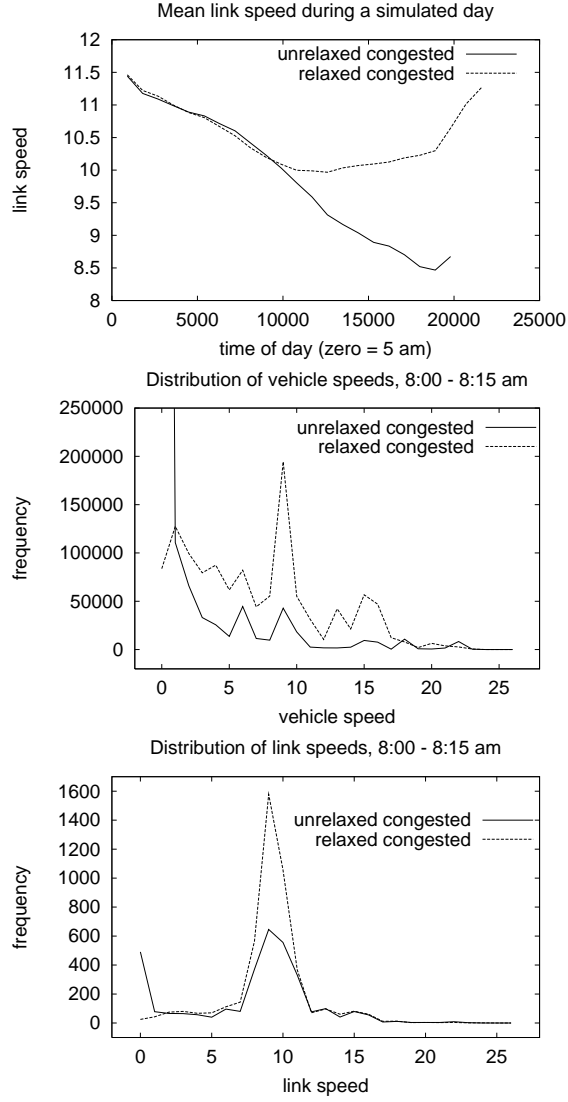 Mean link speed during a simulated day
12
11.5
11
10.5
10
9.5
9
8.5
8
link speed
unrelaxed congested
relaxed congested
0 5000 10000 15000 20000 25000
time of day (zero = 5 am)
Distribution of vehicle speeds, 8:00 - 8:15 am
250000
200000
150000
100000
50000
0
frequency
unrelaxed congested
relaxed congested
0 5 10 15 20 25
vehicle speed
Distribution of link speeds, 8:00 - 8:15 am
1600
1400
1200
1000
800
600
400
200
0
frequency
unrelaxed congested
relaxed congested
0 5 10 15 20 25
link speed